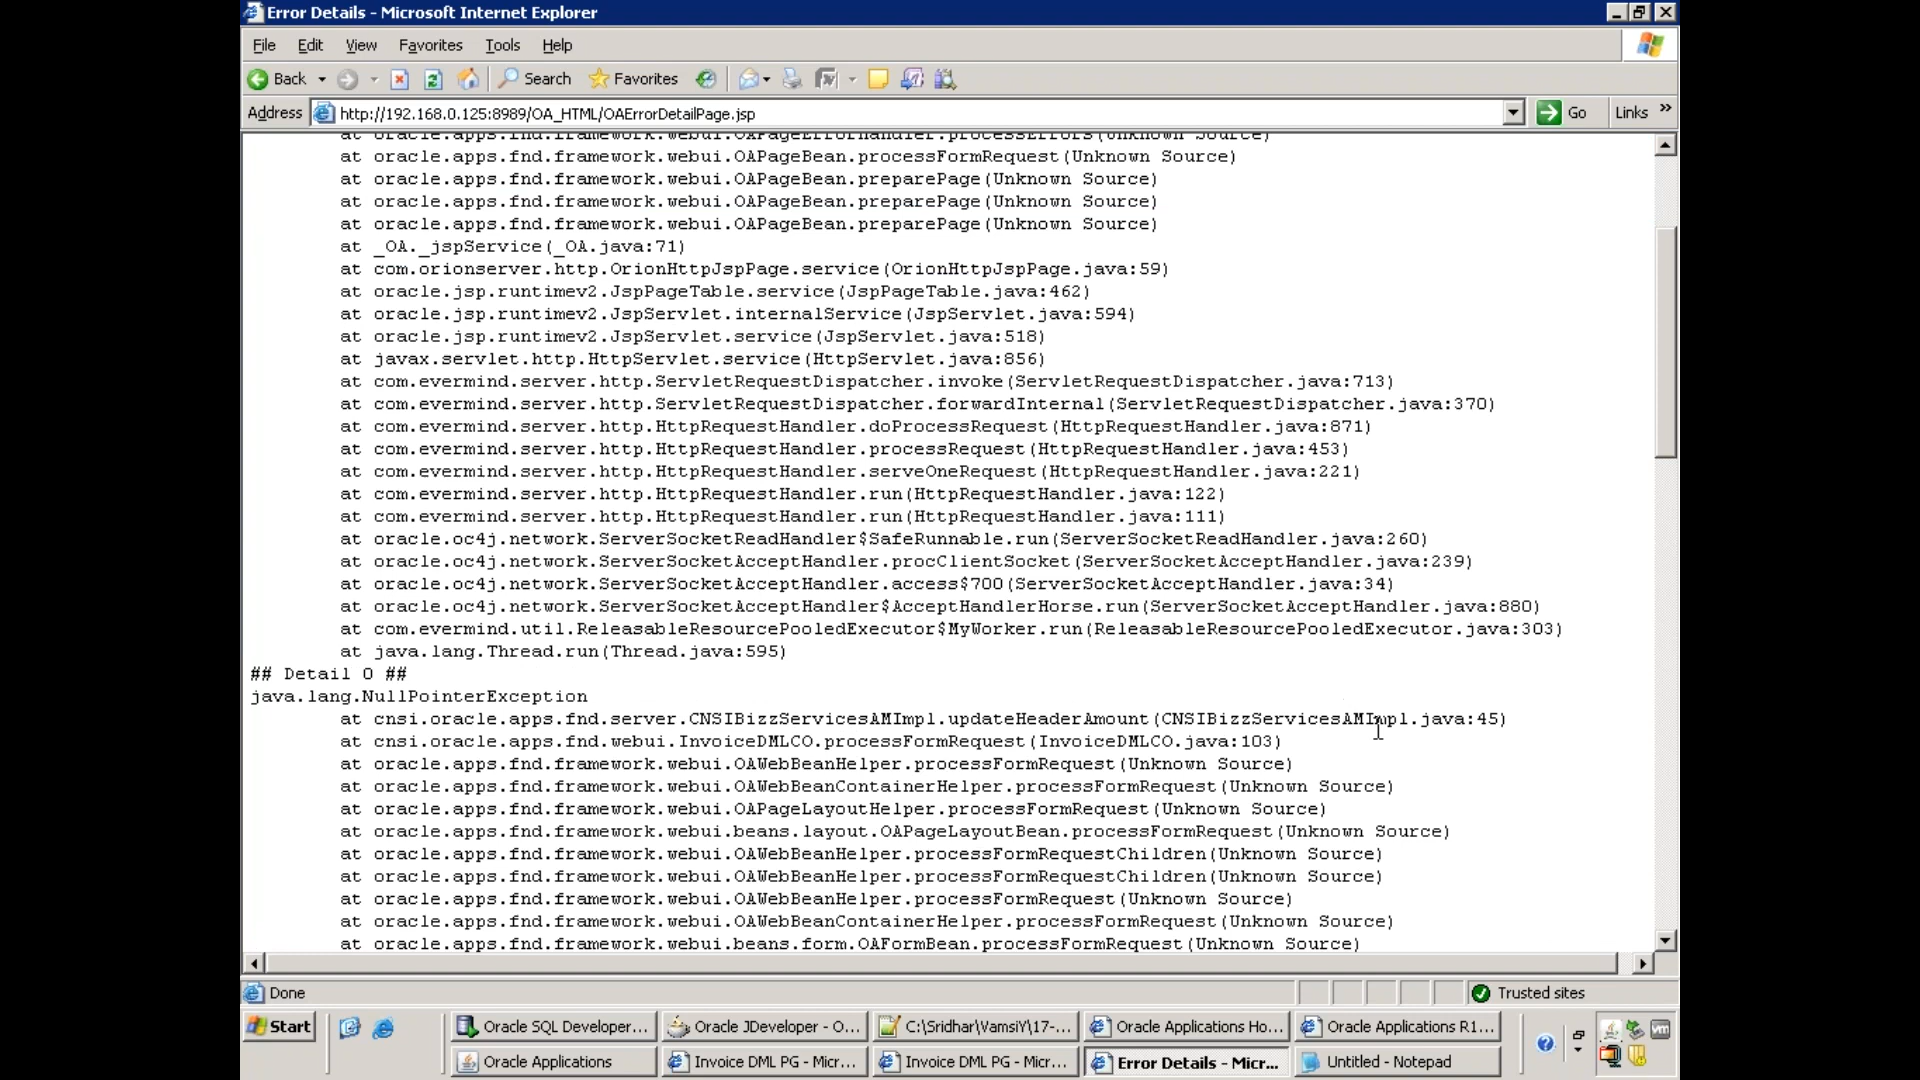 Error Details - Microsoft Internet Explorer
File Edit View Favorites Tools Help
Back Search Favorites
Address http://192.168.0.125:8989/OA_HTML/OAErrorDetailPage.jsp Go Links »
at oracle.apps.fnd.framework.webui.OAPageErrorHandler.processErrors(Unknown Source)
at oracle.apps.fnd.framework.webui.OAPageBean.processFormRequest(Unknown Source)
at oracle.apps.fnd.framework.webui.OAPageBean.preparePage(Unknown Source)
at oracle.apps.fnd.framework.webui.OAPageBean.preparePage(Unknown Source)
at oracle.apps.fnd.framework.webui.OAPageBean.preparePage(Unknown Source)
at _OA._jspService(_OA.java:71)
at com.orionserver.http.OrionHttpJspPage.service(OrionHttpJspPage.java:59)
at oracle.jsp.runtimev2.JspPageTable.service(JspPageTable.java:462)
at oracle.jsp.runtimev2.JspServlet.internalService(JspServlet.java:594)
at oracle.jsp.runtimev2.JspServlet.service(JspServlet.java:518)
at javax.servlet.http.HttpServlet.service(HttpServlet.java:856)
at com.evermind.server.http.ServletRequestDispatcher.invoke(ServletRequestDispatcher.java:713)
at com.evermind.server.http.ServletRequestDispatcher.forwardInternal(ServletRequestDispatcher.java:370)
at com.evermind.server.http.HttpRequestHandler.doProcessRequest(HttpRequestHandler.java:871)
at com.evermind.server.http.HttpRequestHandler.processRequest(HttpRequestHandler.java:453)
at com.evermind.server.http.HttpRequestHandler.serveOneRequest(HttpRequestHandler.java:221)
at com.evermind.server.http.HttpRequestHandler.run(HttpRequestHandler.java:122)
at com.evermind.server.http.HttpRequestHandler.run(HttpRequestHandler.java:111)
at oracle.oc4j.network.ServerSocketReadHandler$SafeRunnable.run(ServerSocketReadHandler.java:260)
at oracle.oc4j.network.ServerSocketAcceptHandler.procClientSocket(ServerSocketAcceptHandler.java:239)
at oracle.oc4j.network.ServerSocketAcceptHandler.access$700(ServerSocketAcceptHandler.java:34)
at oracle.oc4j.network.ServerSocketAcceptHandler$AcceptHandlerHorse.run(ServerSocketAcceptHandler.java:880)
at com.evermind.util.ReleasableResourcePooledExecutor$MyWorker.run(ReleasableResourcePooledExecutor.java:303)
at java.lang.Thread.run(Thread.java:595)
## Detail 0 ##
java.lang.NullPointerException
at cnsi.oracle.apps.fnd.server.CNSIBizzServicesAMImpl.updateHeaderAmount(CNSIBizzServicesAMImpl.java:45)
at cnsi.oracle.apps.fnd.webui.InvoiceDMLCO.processFormRequest(InvoiceDMLCO.java:103)
at oracle.apps.fnd.framework.webui.OAWebBeanHelper.processFormRequest(Unknown Source)
at oracle.apps.fnd.framework.webui.OAWebBeanContainerHelper.processFormRequest(Unknown Source)
at oracle.apps.fnd.framework.webui.OAPageLayoutHelper.processFormRequest(Unknown Source)
at oracle.apps.fnd.framework.webui.beans.layout.OAPageLayoutBean.processFormRequest(Unknown Source)
at oracle.apps.fnd.framework.webui.OAWebBeanHelper.processFormRequestChildren(Unknown Source)
at oracle.apps.fnd.framework.webui.OAWebBeanHelper.processFormRequestChildren(Unknown Source)
at oracle.apps.fnd.framework.webui.OAWebBeanHelper.processFormRequest(Unknown Source)
at oracle.apps.fnd.framework.webui.OAWebBeanContainerHelper.processFormRequest(Unknown Source)
at oracle.apps.fnd.framework.webui.beans.form.OAFormBean.processFormRequest(Unknown Source)
Done Trusted sites
Start Oracle SQL Developer... Oracle JDeveloper - O... C:\Sridhar\VamsiY\17-... Oracle Applications Ho... Oracle Applications R1...
Oracle Applications Invoice DML PG - Micr... Invoice DML PG - Micr... Error Details - Micr... Untitled - Notepad